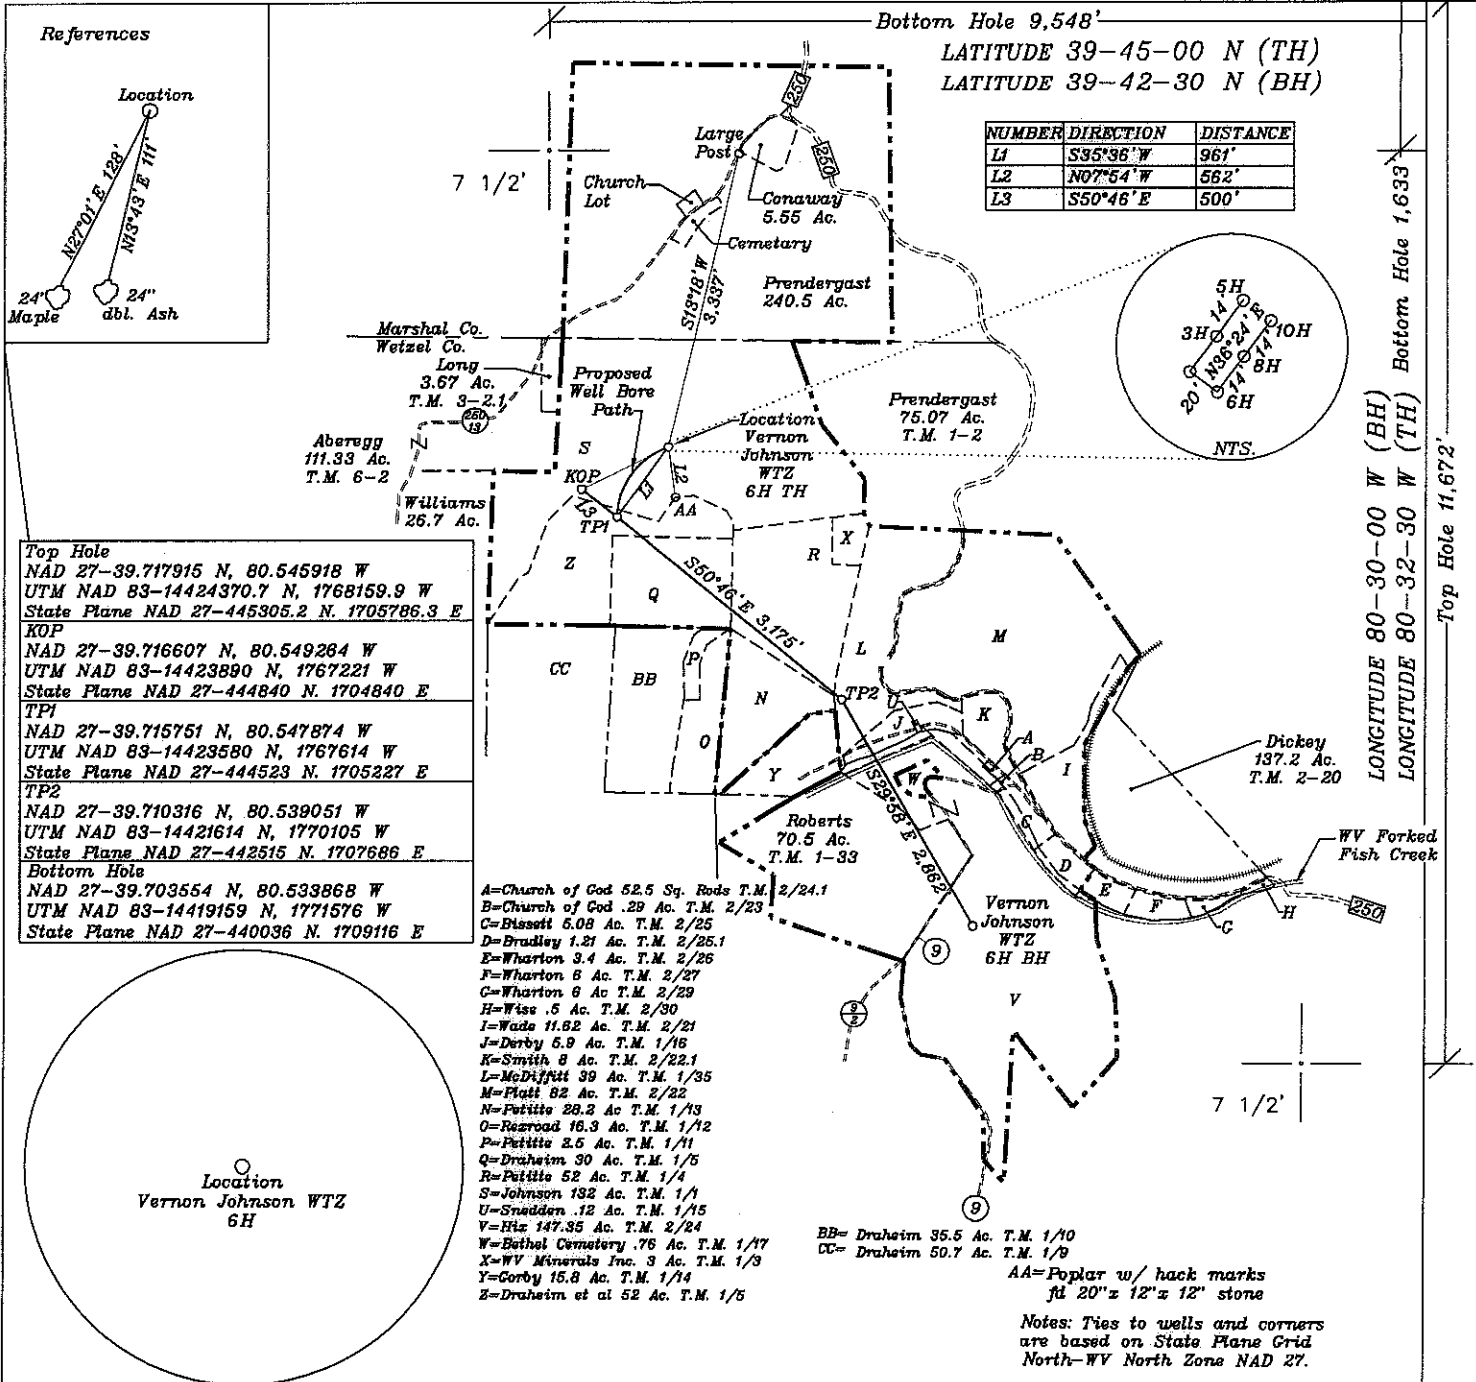 References
Location
N27°01'E 128'
N13°43'E 111'
24'
Maple
24"
dbl. Ash
Bottom Hole 9,548'
LATITUDE 39-45-00 N (TH)
LATITUDE 39-42-30 N (BH)
NUMBER DIRECTION DISTANCE
L1 S35°36'W 961'
L2 N07°54'W 562'
L3 S50°46'E 500'
Bottom Hole 1,633'
Top Hole 11,672'
LONGITUDE 80-30-00 W (BH)
LONGITUDE 80-32-30 W (TH)
7 1/2'
250
250
Large
Post
Church
Lot
Conaway
5.55 Ac.
Cemetary
S13°18'W
3,337'
Prendergast
240.5 Ac.
Marshal Co.
Wetzel Co.
Long
3.67 Ac.
T.M. 3-2.1
250
13
Aberegg
111.33 Ac.
T.M. 6-2
Williams
26.7 Ac.
Proposed
Well Bore
Path
Location
Vernon
Johnson
WTZ
6H TH
Prendergast
75.07 Ac.
T.M. 1-2
5H
3H
10H
8H
6H
14'
14'
14'
N36°24'E
20'
NTS.
S
KOP
L1
L2
L3
TP1
AA
Z
Q
R
X
S50°46'E 3,175'
M
L
CC
BB
P
N
O
TP2
U
J
K
A
B
I
Y
W
Z
S29°58'E 2,862'
Dickey
137.2 Ac.
T.M. 2-20
WV Forked
Fish Creek
Roberts
70.5 Ac.
T.M. 1-33
C
D
E
F
G
H
250
Vernon
Johnson
WTZ
6H BH
9
9
2
V
9
7 1/2'
Top Hole
NAD 27-39.717915 N, 80.545918 W
UTM NAD 83-14424370.7 N, 1768159.9 W
State Plane NAD 27-445305.2 N. 1705786.3 E
KOP
NAD 27-39.716607 N, 80.549264 W
UTM NAD 83-14423890 N, 1767221 W
State Plane NAD 27-444840 N. 1704840 E
TP1
NAD 27-39.715751 N, 80.547874 W
UTM NAD 83-14423580 N, 1767614 W
State Plane NAD 27-444523 N. 1705227 E
TP2
NAD 27-39.710316 N, 80.539051 W
UTM NAD 83-14421614 N, 1770105 W
State Plane NAD 27-442515 N. 1707686 E
Bottom Hole
NAD 27-39.703554 N, 80.533868 W
UTM NAD 83-14419159 N, 1771576 W
State Plane NAD 27-440036 N. 1709116 E
A=Church of God 52.5 Sq. Rods T.M. 2/24.1
B=Church of God .29 Ac. T.M. 2/23
C=Bissett 5.08 Ac. T.M. 2/25
D=Bradley 1.21 Ac. T.M. 2/25.1
E=Wharton 3.4 Ac. T.M. 2/26
F=Wharton 6 Ac. T.M. 2/27
G=Wharton 6 Ac T.M. 2/29
H=Wise .5 Ac. T.M. 2/30
I=Wade 11.62 Ac. T.M. 2/21
J=Derby 5.9 Ac. T.M. 1/16
K=Smith 8 Ac. T.M. 2/22.1
L=McDiffitt 39 Ac. T.M. 1/35
M=Platt 82 Ac. T.M. 2/22
N=Petitte 28.2 Ac T.M. 1/13
O=Rexroad 16.3 Ac. T.M. 1/12
P=Petitte 2.5 Ac. T.M. 1/11
Q=Draheim 30 Ac. T.M. 1/5
R=Petitte 52 Ac. T.M. 1/4
S=Johnson 132 Ac. T.M. 1/1
U=Snedden .12 Ac. T.M. 1/15
V=Hix 147.35 Ac. T.M. 2/24
W=Bethel Cemetery .76 Ac. T.M. 1/17
X=WV Minerals Inc. 3 Ac. T.M. 1/3
Y=Gorby 15.8 Ac. T.M. 1/14
Z=Draheim et al 52 Ac. T.M. 1/5
BB= Draheim 35.5 Ac. T.M. 1/10
CC= Draheim 50.7 Ac. T.M. 1/9
AA=Poplar w/ hack marks
fd 20"x 12"x 12" stone
Notes: Ties to wells and corners
are based on State Plane Grid
North-WV North Zone NAD 27.
Location
Vernon Johnson WTZ
6H